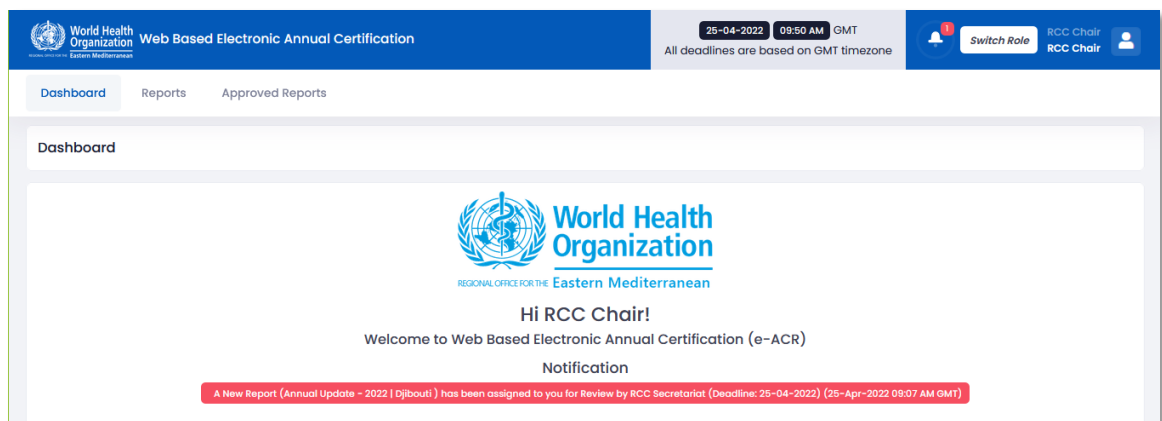 World Health
Organization
REGIONAL OFFICE FOR THE Eastern Mediterranean
Web Based Electronic Annual Certification
25-04-2022 09:50 AM GMT
All deadlines are based on GMT timezone
1
Switch Role
RCC Chair
RCC Chair
Dashboard Reports Approved Reports
Dashboard
World Health
Organization
REGIONAL OFFICE FOR THE Eastern Mediterranean
Hi RCC Chair!
Welcome to Web Based Electronic Annual Certification (e-ACR)
Notification
A New Report (Annual Update - 2022 | Djibouti ) has been assigned to you for Review by RCC Secretariat (Deadline: 25-04-2022) (25-Apr-2022 09:07 AM GMT)